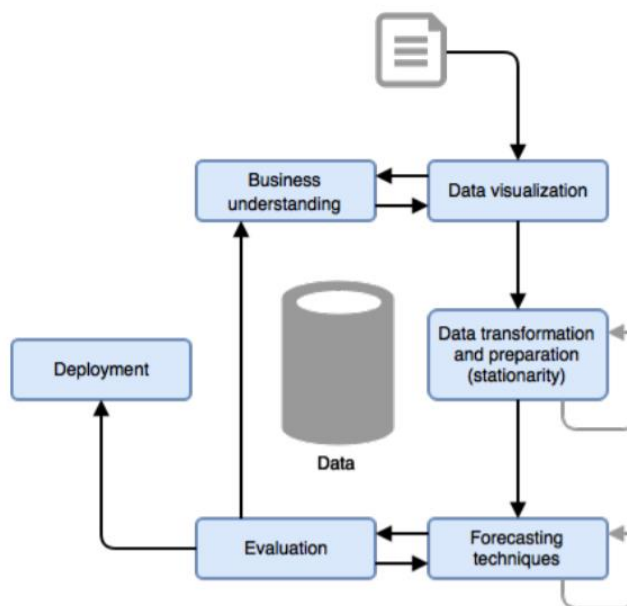 Business
understanding
Data visualization
Data transformation
and preparation
(stationarity)
Deployment
Data
Evaluation
Forecasting
techniques